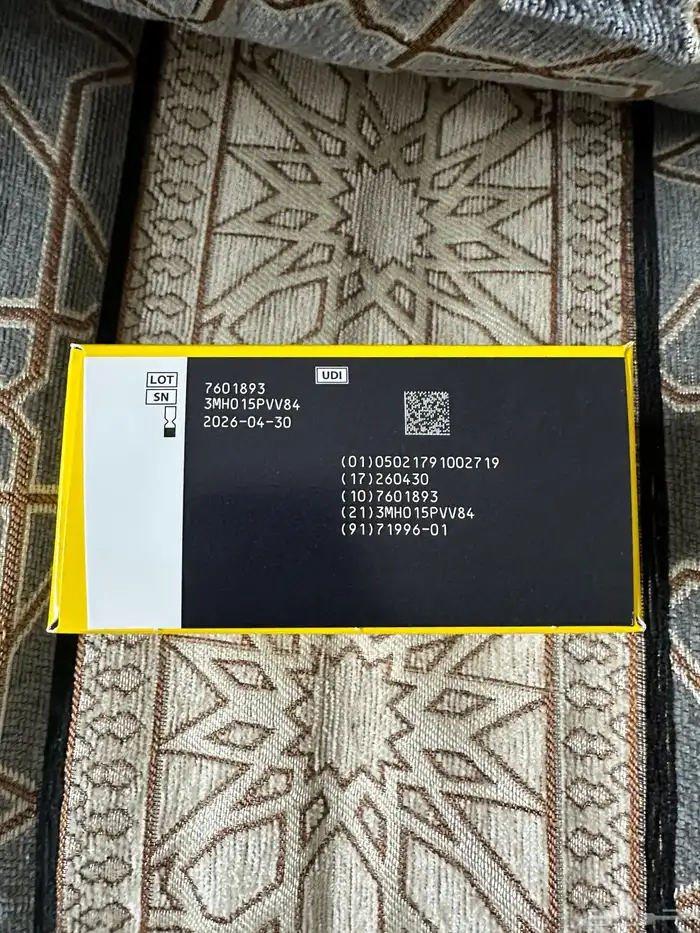 LOT
SN
7601893
3MH015PVV84
2026-04-30
UDI
(01)05021791002719
(17)260430
(10)7601893
(21)3MH015PVV84
(91)71996-01